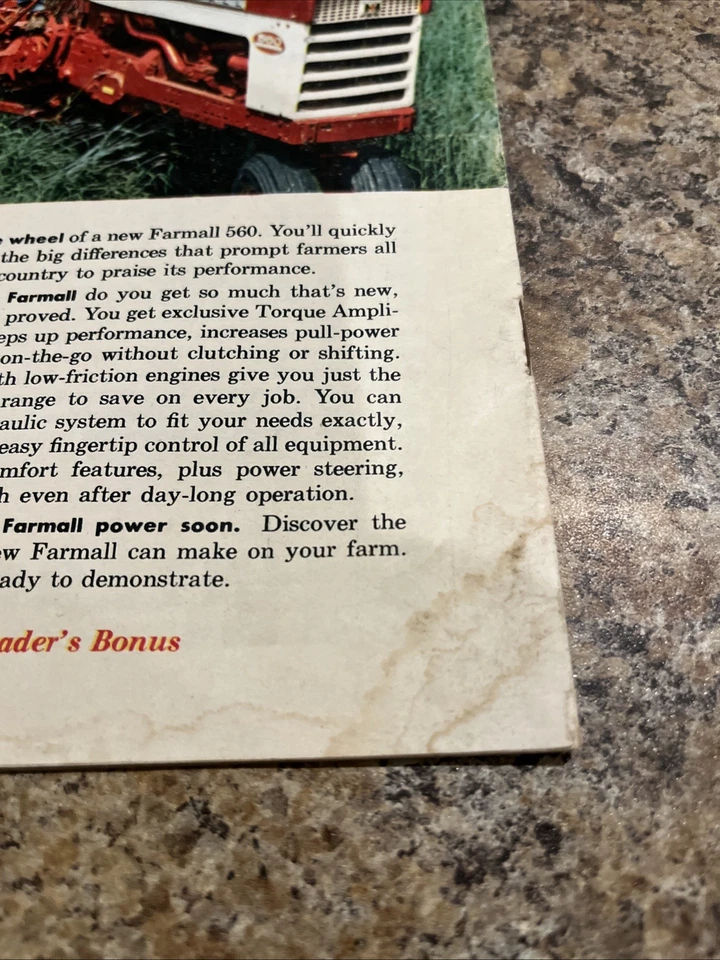 560
wheel of a new Farmall 560. You'll quickly
the big differences that prompt farmers all
country to praise its performance.
Farmall do you get so much that's new,
proved. You get exclusive Torque Ampli-
eps up performance, increases pull-power
on-the-go without clutching or shifting.
th low-friction engines give you just the
range to save on every job. You can
aulic system to fit your needs exactly,
easy fingertip control of all equipment.
mfort features, plus power steering,
h even after day-long operation.
Farmall power soon. Discover the
ew Farmall can make on your farm.
ady to demonstrate.
ader's Bonus